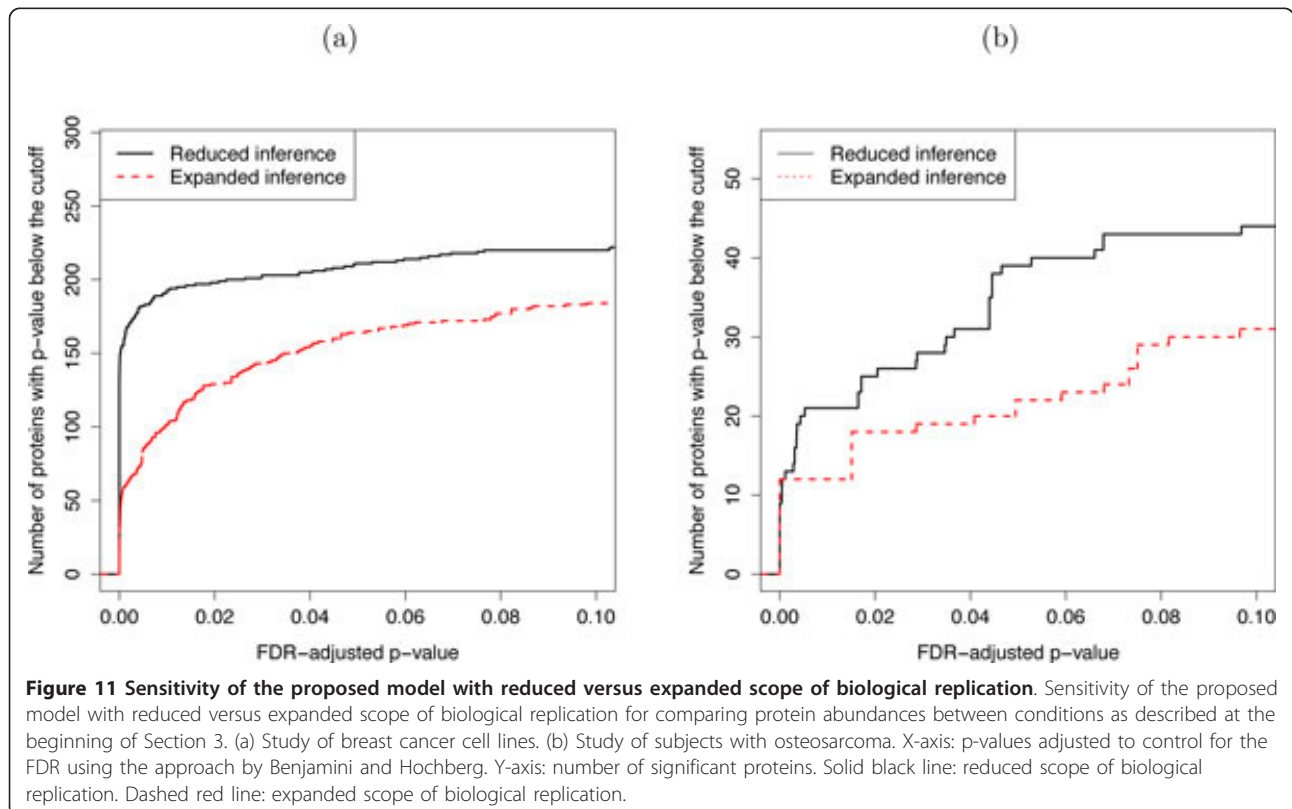 (a)
(b)
Number of proteins with p-value below the cutoff
300
250
200
150
100
50
0
Reduced inference
Expanded inference
0.00 0.02 0.04 0.06 0.08 0.10
FDR-adjusted p-value
Number of proteins with p-value below the cutoff
50
40
30
20
10
0
Reduced inference
Expanded inference
0.00 0.02 0.04 0.06 0.08 0.10
FDR-adjusted p-value
Figure 11 Sensitivity of the proposed model with reduced versus expanded scope of biological replication. Sensitivity of the proposed
model with reduced versus expanded scope of biological replication for comparing protein abundances between conditions as described at the
beginning of Section 3. (a) Study of breast cancer cell lines. (b) Study of subjects with osteosarcoma. X-axis: p-values adjusted to control for the
FDR using the approach by Benjamini and Hochberg. Y-axis: number of significant proteins. Solid black line: reduced scope of biological
replication. Dashed red line: expanded scope of biological replication.